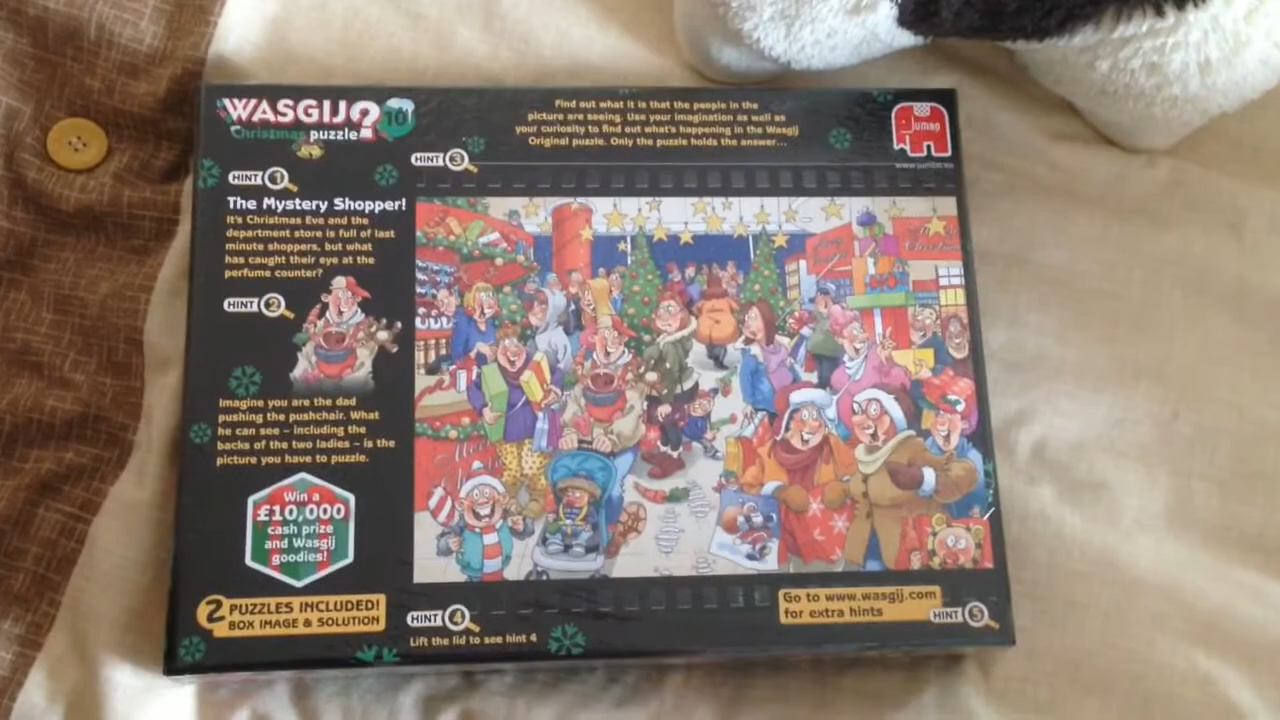 WASGIJ?
10
Christmas puzzle
Find out what it is that the people in the
picture are seeing. Use your imagination as well as
your curiosity to find out what's happening in the Wasgij
Original puzzle. Only the puzzle holds the answer...
Jumbo
HINT 3
HINT 1
The Mystery Shopper!
It's Christmas Eve and the
department store is full of last
minute shoppers, but what
has caught their eye at the
perfume counter?
HINT 2
Imagine you are the dad
pushing the pushchair. What
he can see – including the
backs of the two ladies – is the
picture you have to puzzle.
Win a
£10,000
cash prize
and Wasgij
goodies!
2 PUZZLES INCLUDED!
BOX IMAGE & SOLUTION
HINT 4
Lift the lid to see hint 4
Go to www.wasgij.com
for extra hints
HINT 5